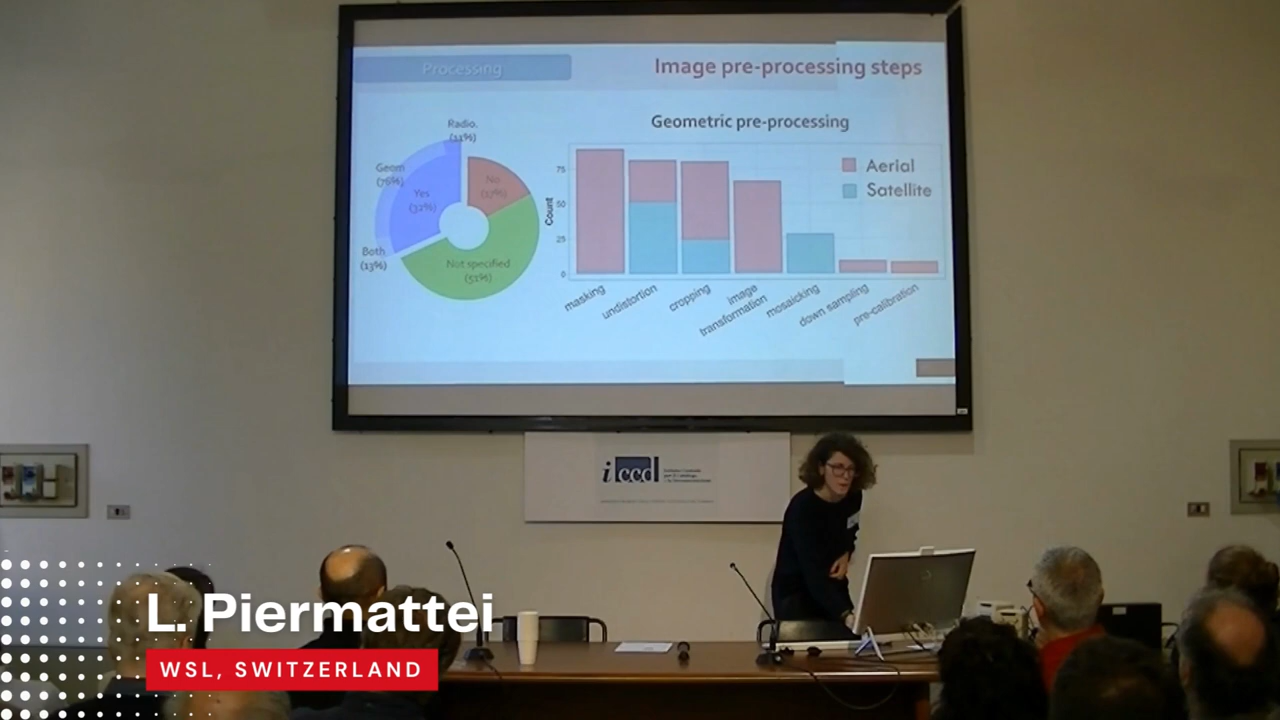 Processing
Image pre-processing steps
Geometric pre-processing
Radio.
(11%)
Geom
(76%)
Yes
(32%)
No
(17%)
Both
(13%)
Not specified
(51%)
Count
75
50
25
0
Aerial
Satellite
masking
undistortion
cropping
image
transformation
mosaicking
down sampling
pre-calibration
iccd
L. Piermattei
WSL, SWITZERLAND